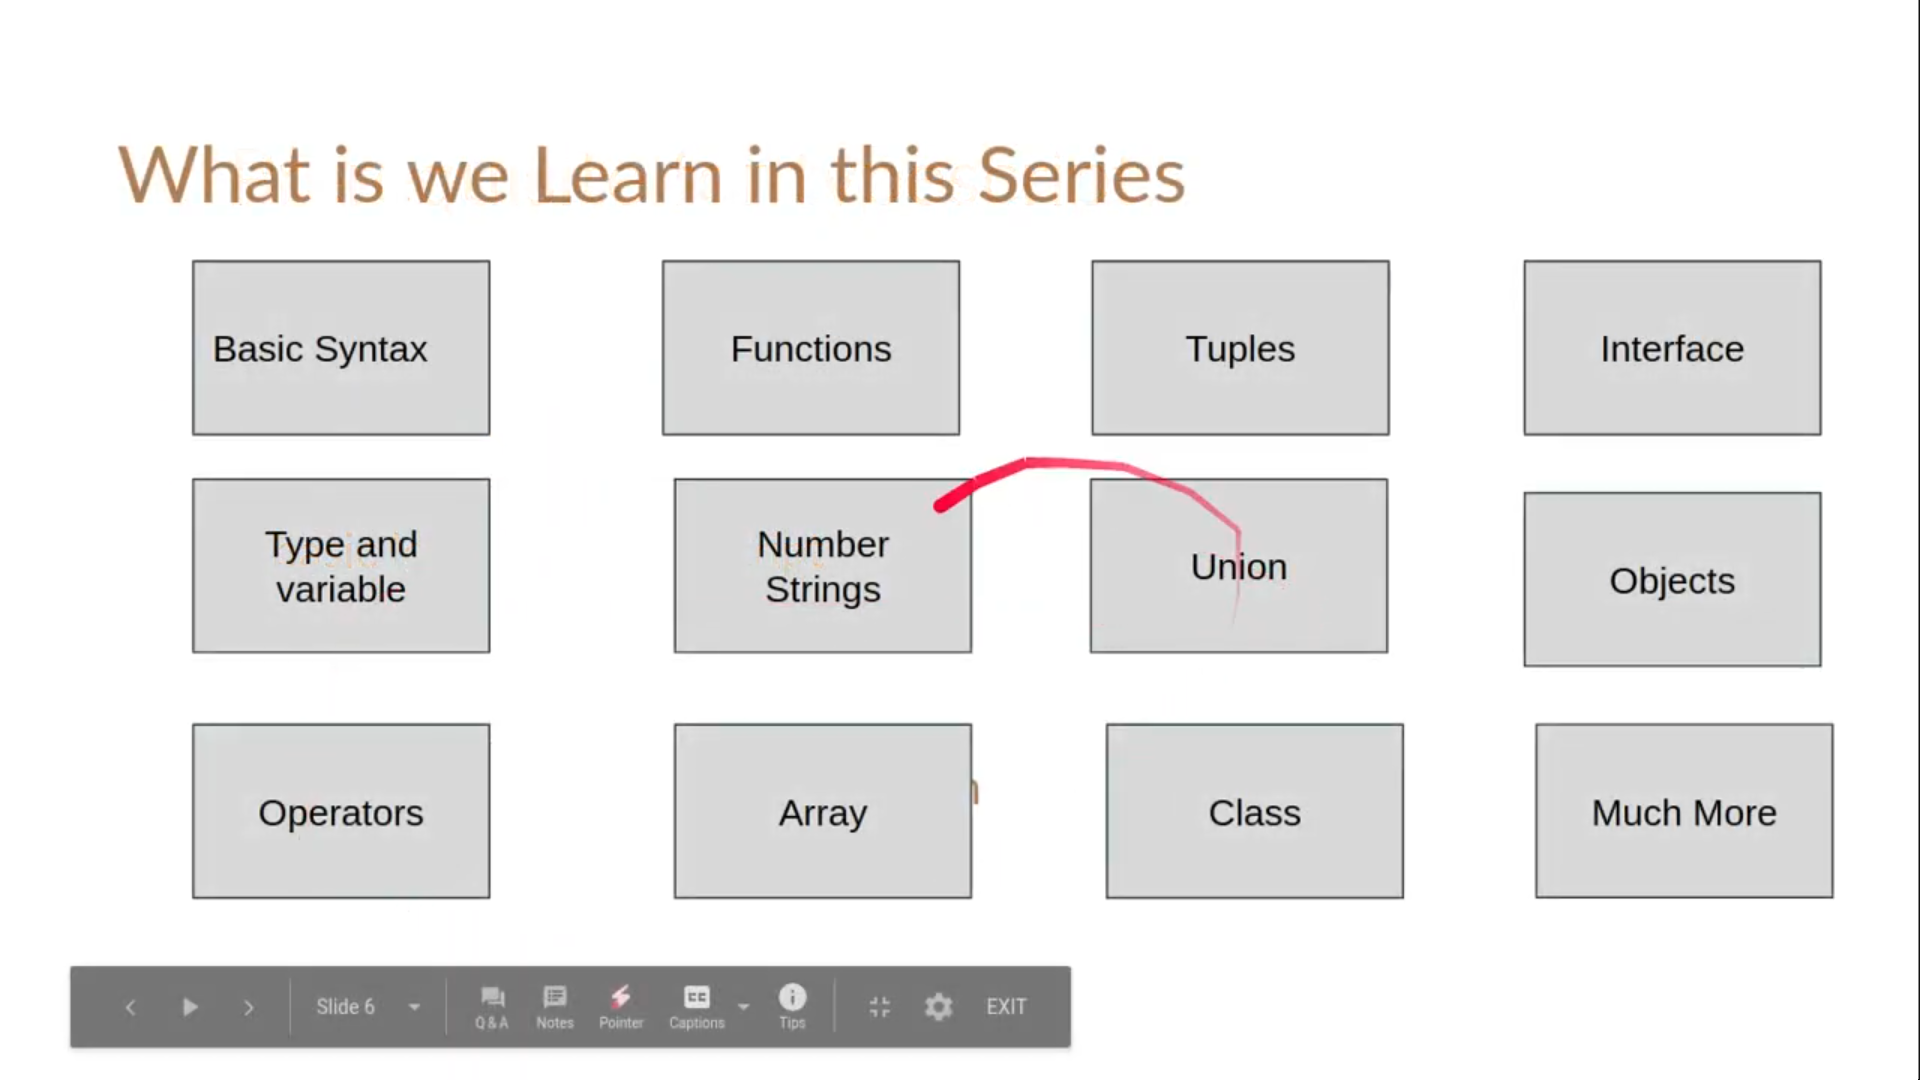 What is we Learn in this Series
Basic Syntax
Functions
Tuples
Interface
Type and
variable
Number
Strings
Union
Objects
Operators
Array
Class
Much More
Slide 6
Q & A
Notes
Pointer
CC
Captions
Tips
EXIT